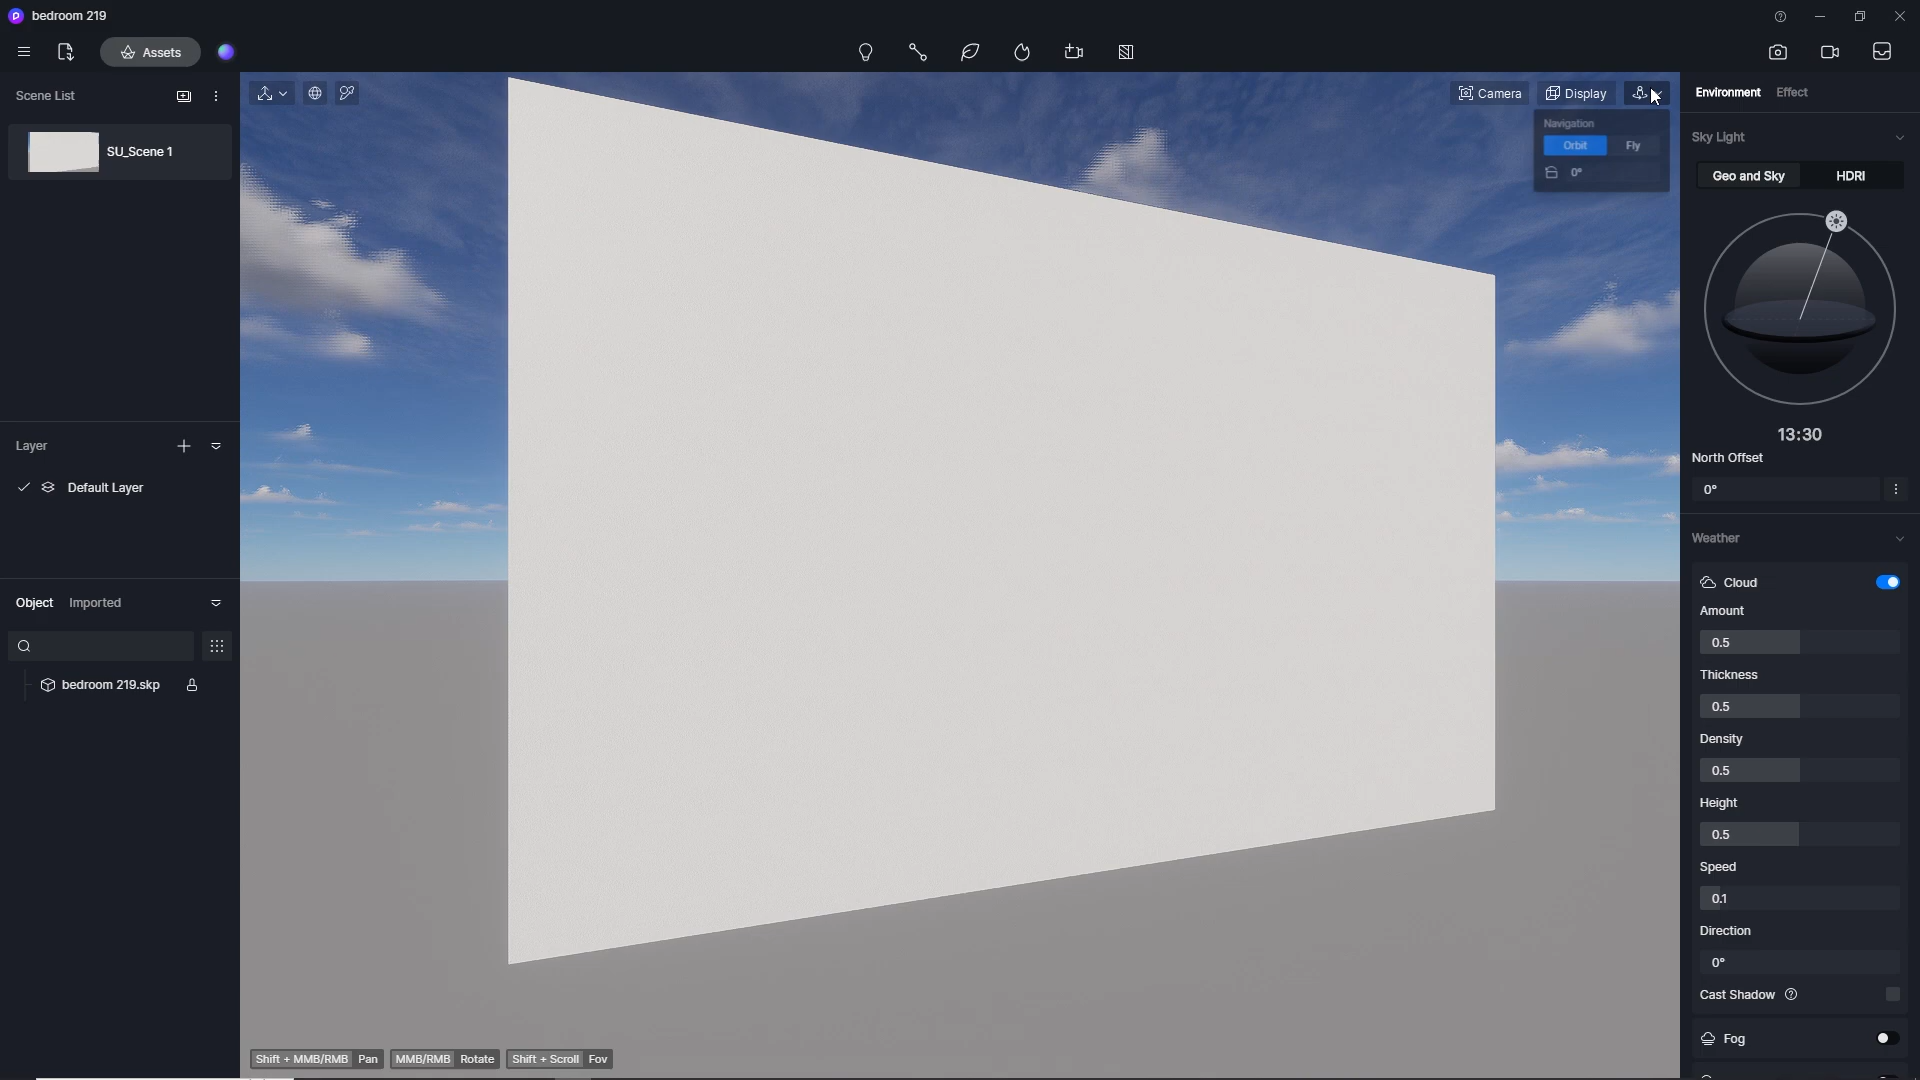 bedroom 219
Assets
Scene List
SU_Scene 1
Layer
Default Layer
Object Imported
bedroom 219.skp
Camera Display
Navigation
Orbit Fly
0°
Shift + MMB/RMB Pan MMB/RMB Rotate Shift + Scroll Fov
Environment Effect
Sky Light
Geo and Sky HDRI
13:30
North Offset
0°
Weather
Cloud
Amount
0.5
Thickness
0.5
Density
0.5
Height
0.5
Speed
0.1
Direction
0°
Cast Shadow
Fog